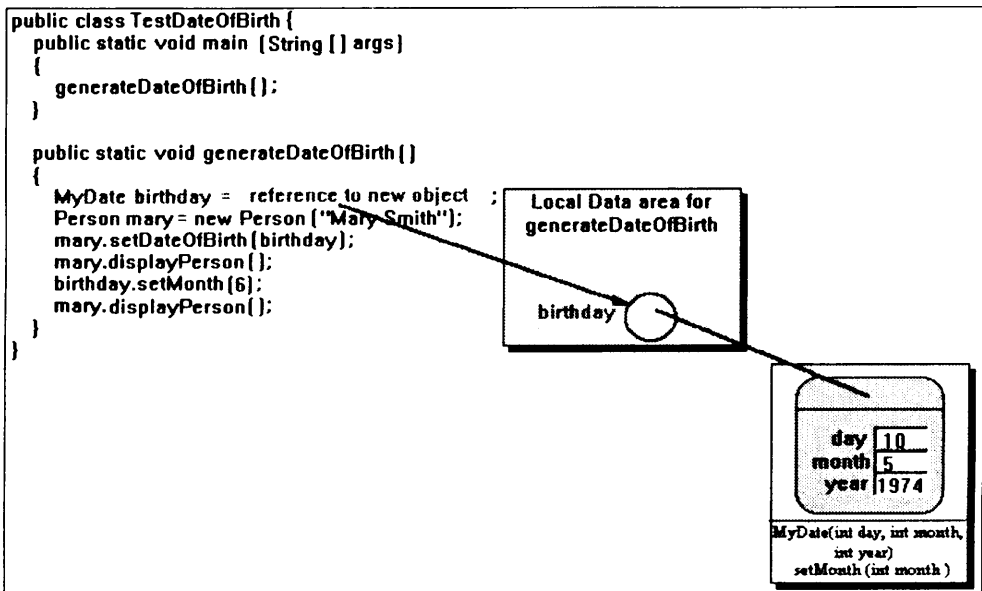 public class TestDateOfBirth {
public static void main (String [] args)
{
generateDateOfBirth();
}
public static void generateDateOfBirth()
{
MyDate birthday = reference to new object ;
Person mary = new Person ("Mary Smith");
mary.setDateOfBirth(birthday);
mary.displayPerson();
birthday.setMonth(6);
mary.displayPerson();
}
}
Local Data area for
generateDateOfBirth
birthday
day 10
month 5
year 1974
MyDate(int day, int month,
int year)
setMonth (int month )